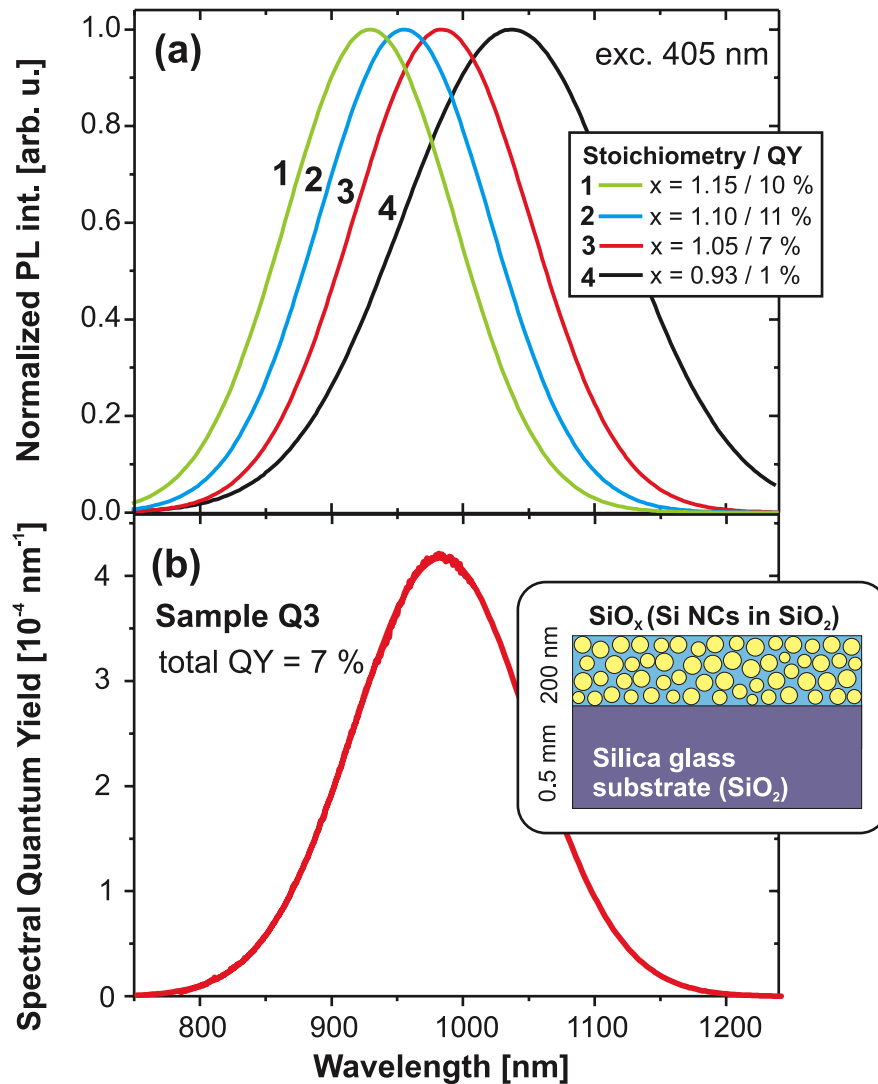 (a)
exc. 405 nm
Normalized PL int. [arb. u.]
1.0
0.8
0.6
0.4
0.2
0.0
1
2
3
4
Stoichiometry / QY
1 x = 1.15 / 10 %
2 x = 1.10 / 11 %
3 x = 1.05 / 7 %
4 x = 0.93 / 1 %
(b)
Sample Q3
total QY = 7 %
Spectral Quantum Yield [10⁻⁴ nm⁻¹]
4
3
2
1
0
SiOₓ (Si NCs in SiO₂)
200 nm
0.5 mm
Silica glass
substrate (SiO₂)
800 900 1000 1100 1200
Wavelength [nm]